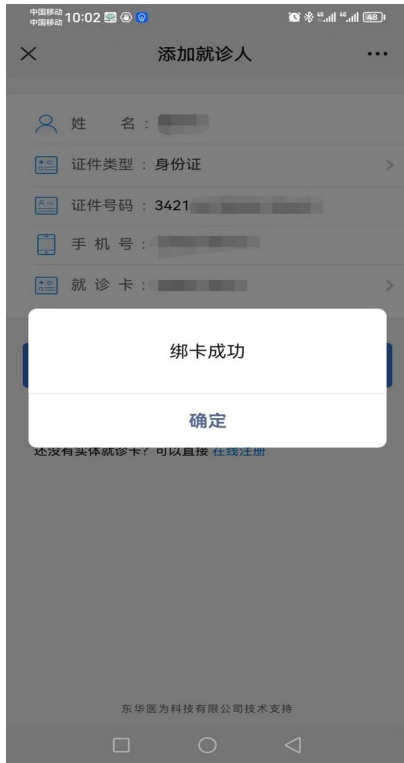 中国移动
中国移动 10:02
4G 4G 48
添加就诊人
姓 名：
证件类型：身份证
证件号码：3421
手机号：
就诊卡：
绑卡成功
确定
还没有实体就诊卡？可以直接 在线注册
东华医为科技有限公司技术支持